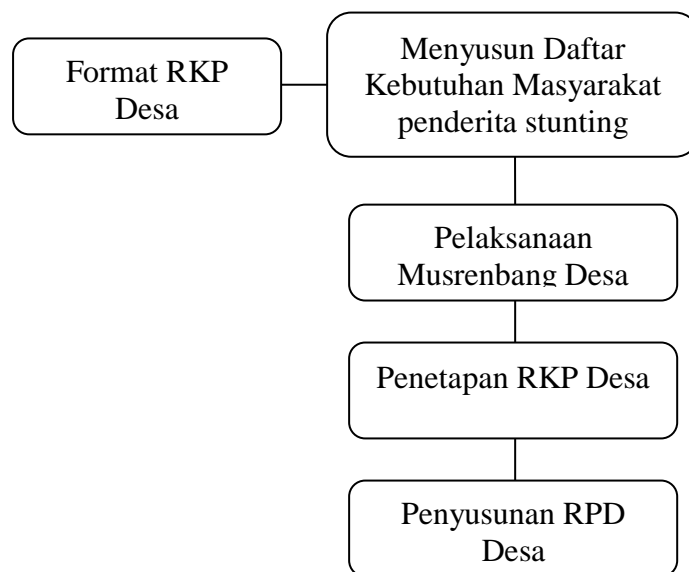 Format RKP
Desa
Menyusun Daftar
Kebutuhan Masyarakat
penderita stunting
Pelaksanaan
Musrenbang Desa
Penetapan RKP Desa
Penyusunan RPD
Desa